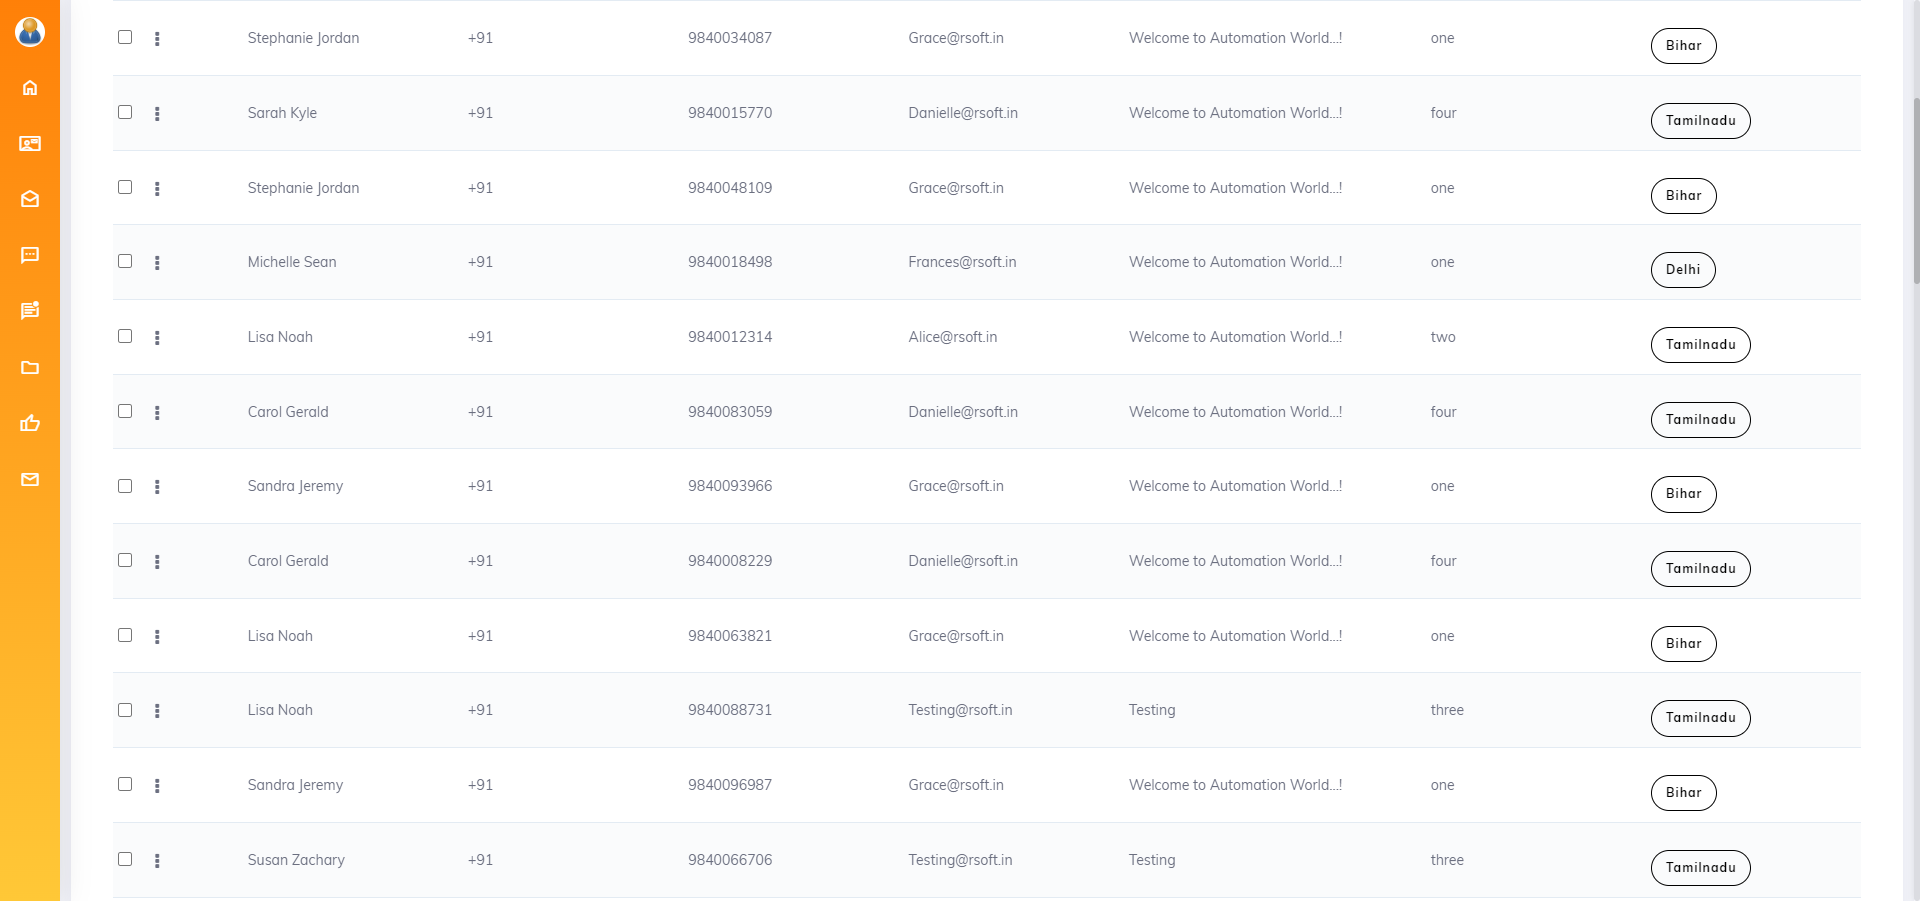 Stephanie Jordan +91 9840034087 Grace@rsoft.in Welcome to Automation World...! one Bihar
Sarah Kyle +91 9840015770 Danielle@rsoft.in Welcome to Automation World...! four Tamilnadu
Stephanie Jordan +91 9840048109 Grace@rsoft.in Welcome to Automation World...! one Bihar
Michelle Sean +91 9840018498 Frances@rsoft.in Welcome to Automation World...! one Delhi
Lisa Noah +91 9840012314 Alice@rsoft.in Welcome to Automation World...! two Tamilnadu
Carol Gerald +91 9840083059 Danielle@rsoft.in Welcome to Automation World...! four Tamilnadu
Sandra Jeremy +91 9840093966 Grace@rsoft.in Welcome to Automation World...! one Bihar
Carol Gerald +91 9840008229 Danielle@rsoft.in Welcome to Automation World...! four Tamilnadu
Lisa Noah +91 9840063821 Grace@rsoft.in Welcome to Automation World...! one Bihar
Lisa Noah +91 9840088731 Testing@rsoft.in Testing three Tamilnadu
Sandra Jeremy +91 9840096987 Grace@rsoft.in Welcome to Automation World...! one Bihar
Susan Zachary +91 9840066706 Testing@rsoft.in Testing three Tamilnadu